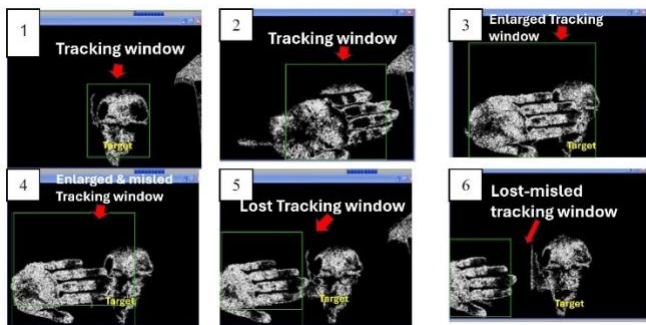 1
Tracking window
Target
2
Tracking window
3
Enlarged Tracking
window
Target
4
Enlarged & misled
Tracking window
Target
5
Lost Tracking window
Target
6
Lost-misled
tracking window
Target